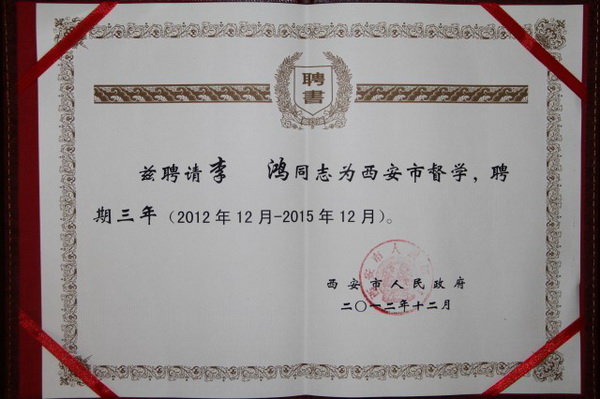 聘書
兹聘请李 鸿同志为西安市督学，聘
期三年（2012年12月-2015年12月）。
西安市人民政府
二〇一二年十二月